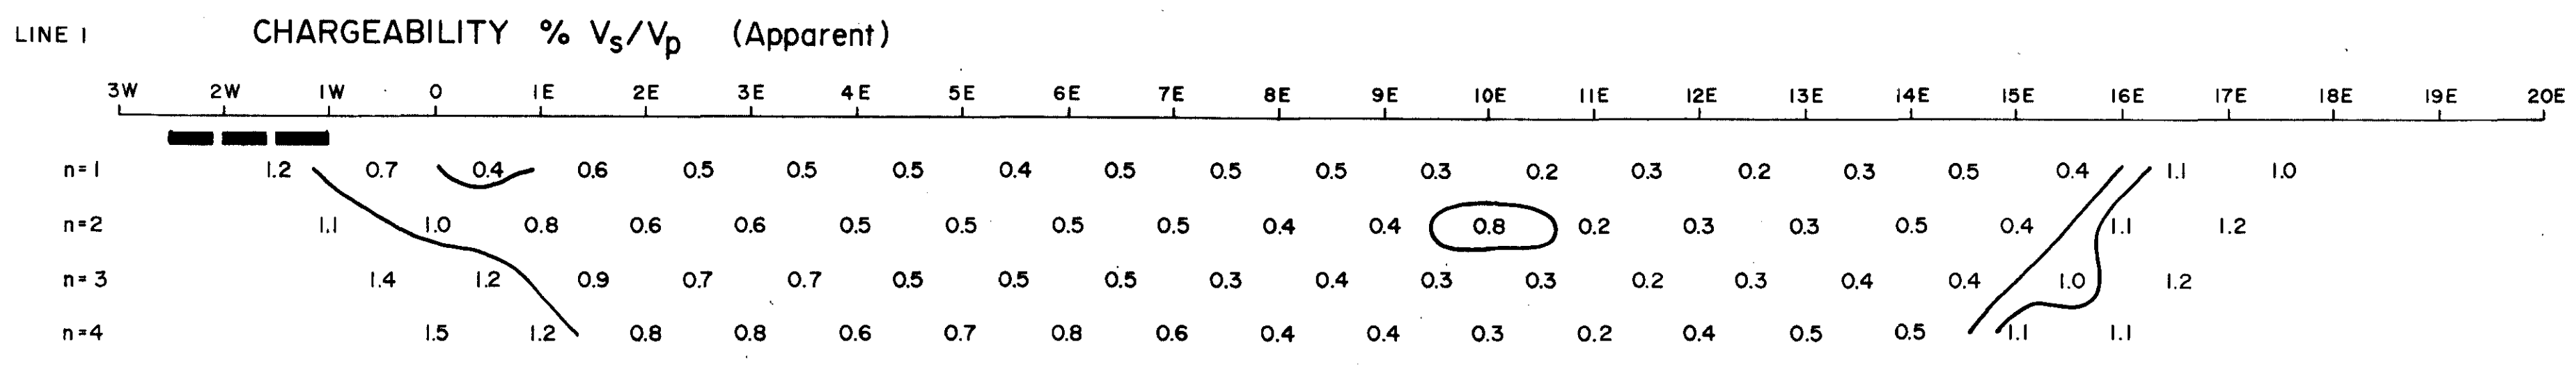 LINE 1 CHARGEABILITY % Vs/Vp (Apparent)
3W 2W 1W 0 1E 2E 3E 4E 5E 6E 7E 8E 9E 10E 11E 12E 13E 14E 15E 16E 17E 18E 19E 20E
n=1 1.2 0.7 0.4 0.6 0.5 0.5 0.5 0.4 0.5 0.5 0.5 0.3 0.2 0.3 0.2 0.3 0.5 0.4 1.1 1.0
n=2 1.1 1.0 0.8 0.6 0.6 0.5 0.5 0.5 0.5 0.4 0.4 0.8 0.2 0.3 0.3 0.5 0.4 1.1 1.2
n=3 1.4 1.2 0.9 0.7 0.7 0.5 0.5 0.5 0.3 0.4 0.3 0.3 0.2 0.3 0.4 0.4 1.0 1.2
n=4 1.5 1.2 0.8 0.8 0.6 0.7 0.8 0.6 0.4 0.4 0.3 0.2 0.4 0.5 0.5 1.1 1.1